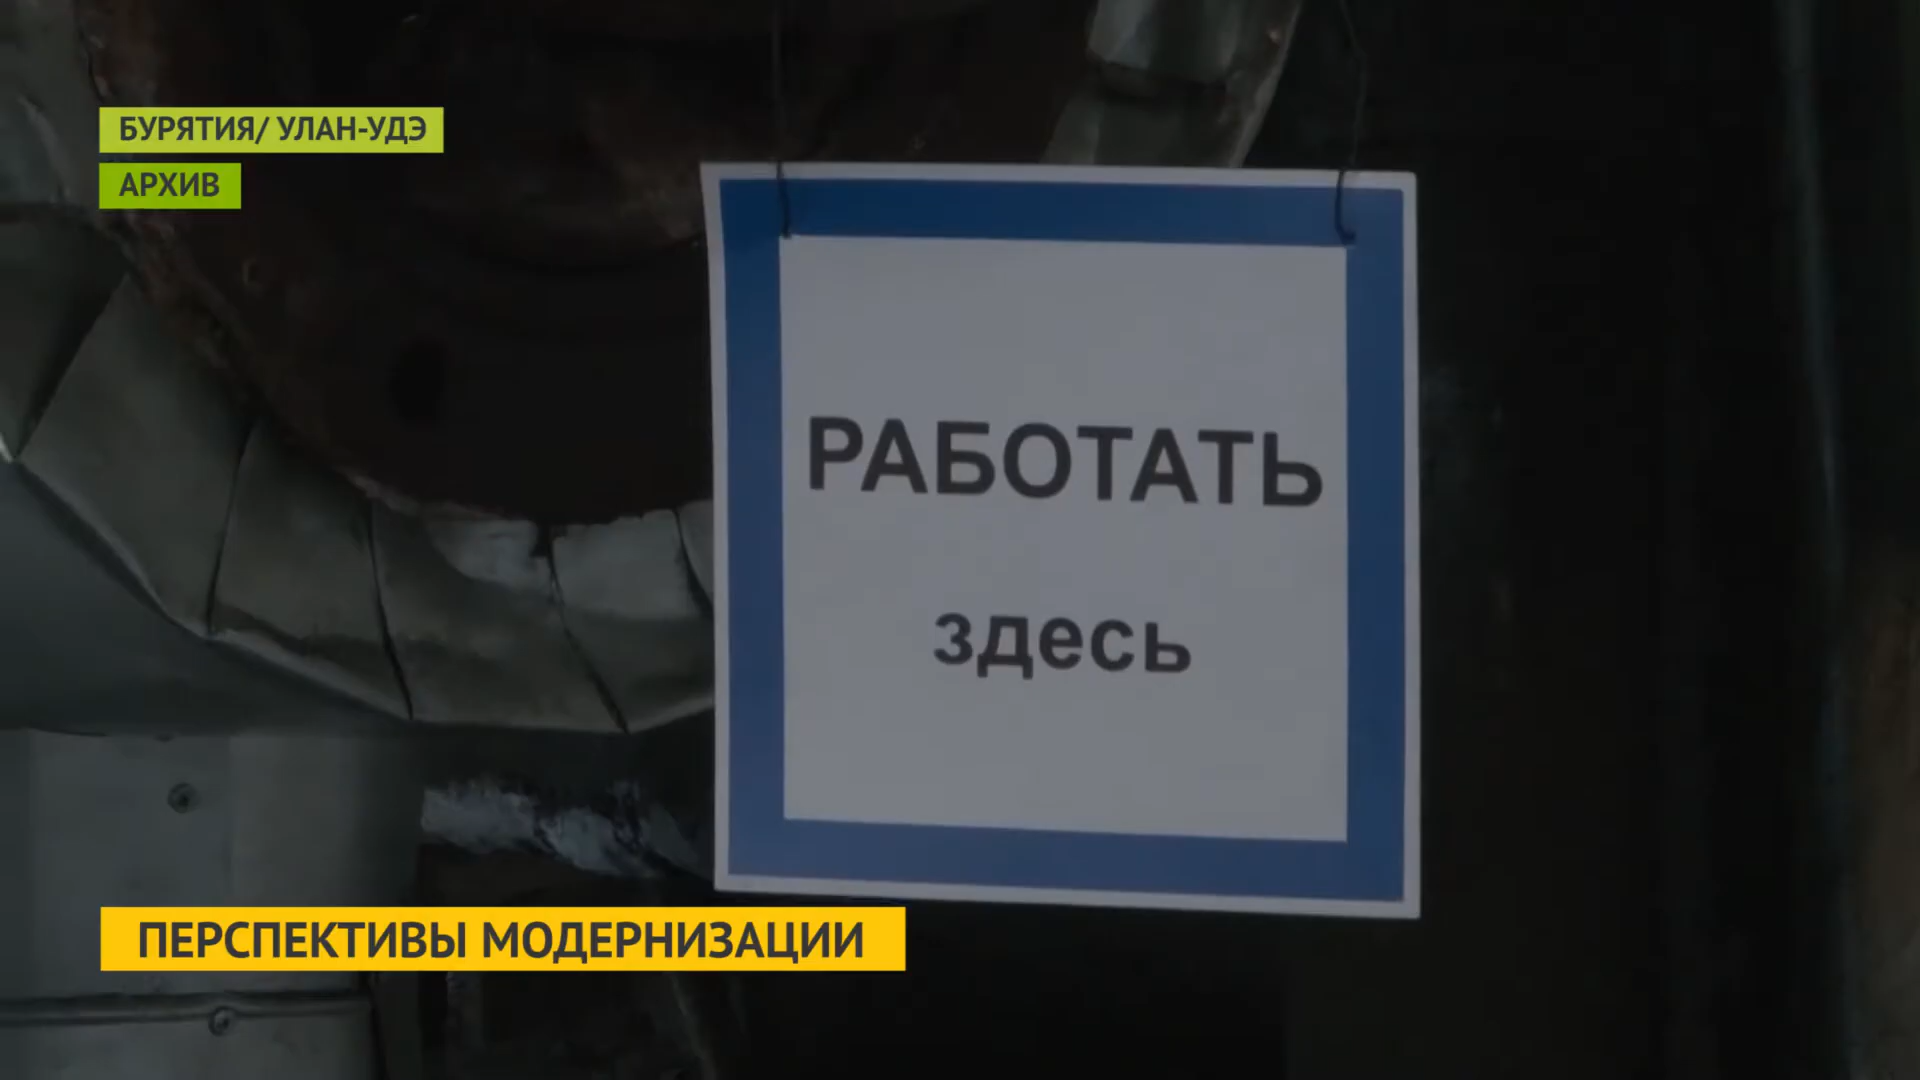 БУРЯТИЯ/ УЛАН-УДЭ
АРХИВ
РАБОТАТЬ
здесь
ПЕРСПЕКТИВЫ МОДЕРНИЗАЦИИ